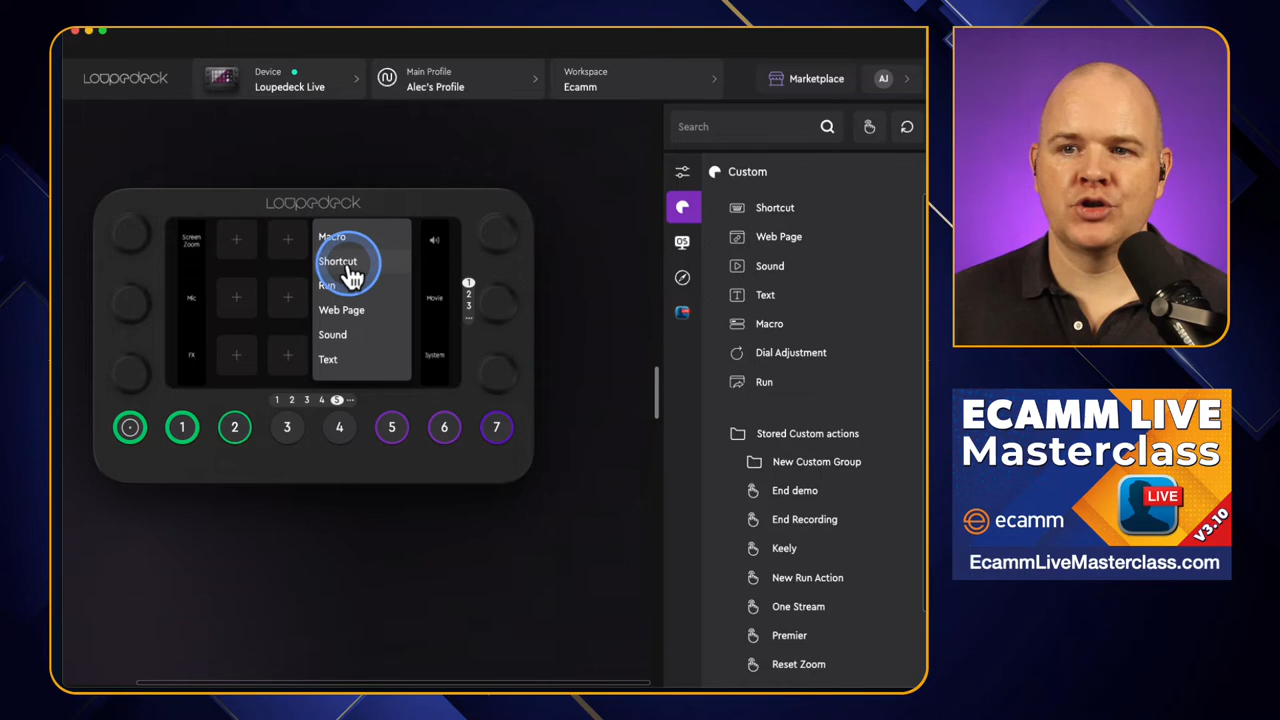 Loupedeck
Device
Loupedeck Live
Main Profile
Alec's Profile
Workspace
Ecamm
Marketplace
AJ
Search
Custom
Shortcut
Web Page
Sound
Text
Macro
Dial Adjustment
Run
Stored Custom actions
New Custom Group
End demo
End Recording
Keely
New Run Action
One Stream
Premier
Reset Zoom
Loupedeck
Screen
Zoom
Mic
FX
Macro
Shortcut
Run
Web Page
Sound
Text
Movie
System
1
2
3
...
1 2 3 4 5 ...
1 2 3 4 5 6 7
ECAMM LIVE
Masterclass
LIVE
ecamm
V3.10
EcammLiveMasterclass.com